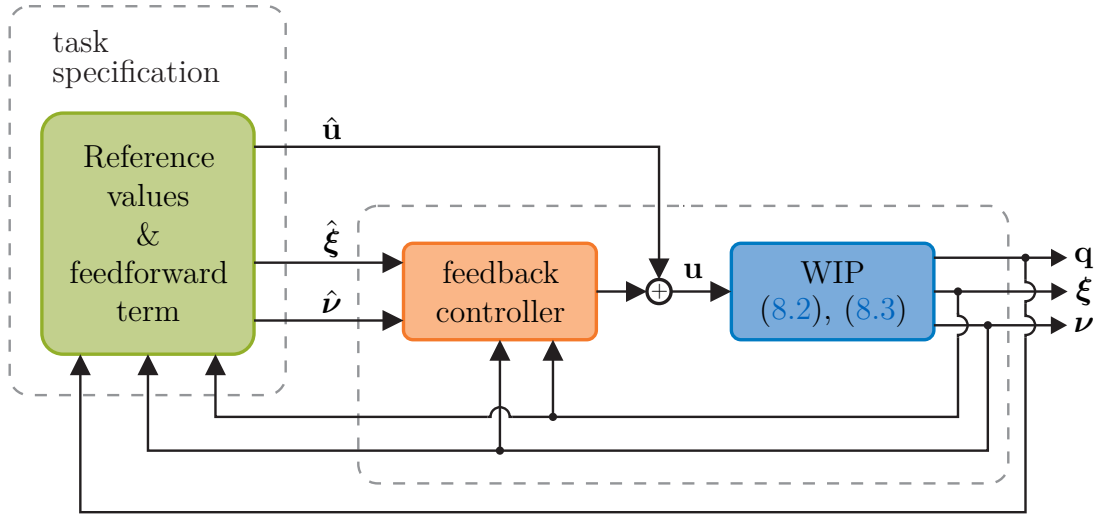 task
specification
Reference
values
&
feedforward
term
û
ξ̂
ν̂
feedback
controller
+
u
WIP
(8.2), (8.3)
q
ξ
ν